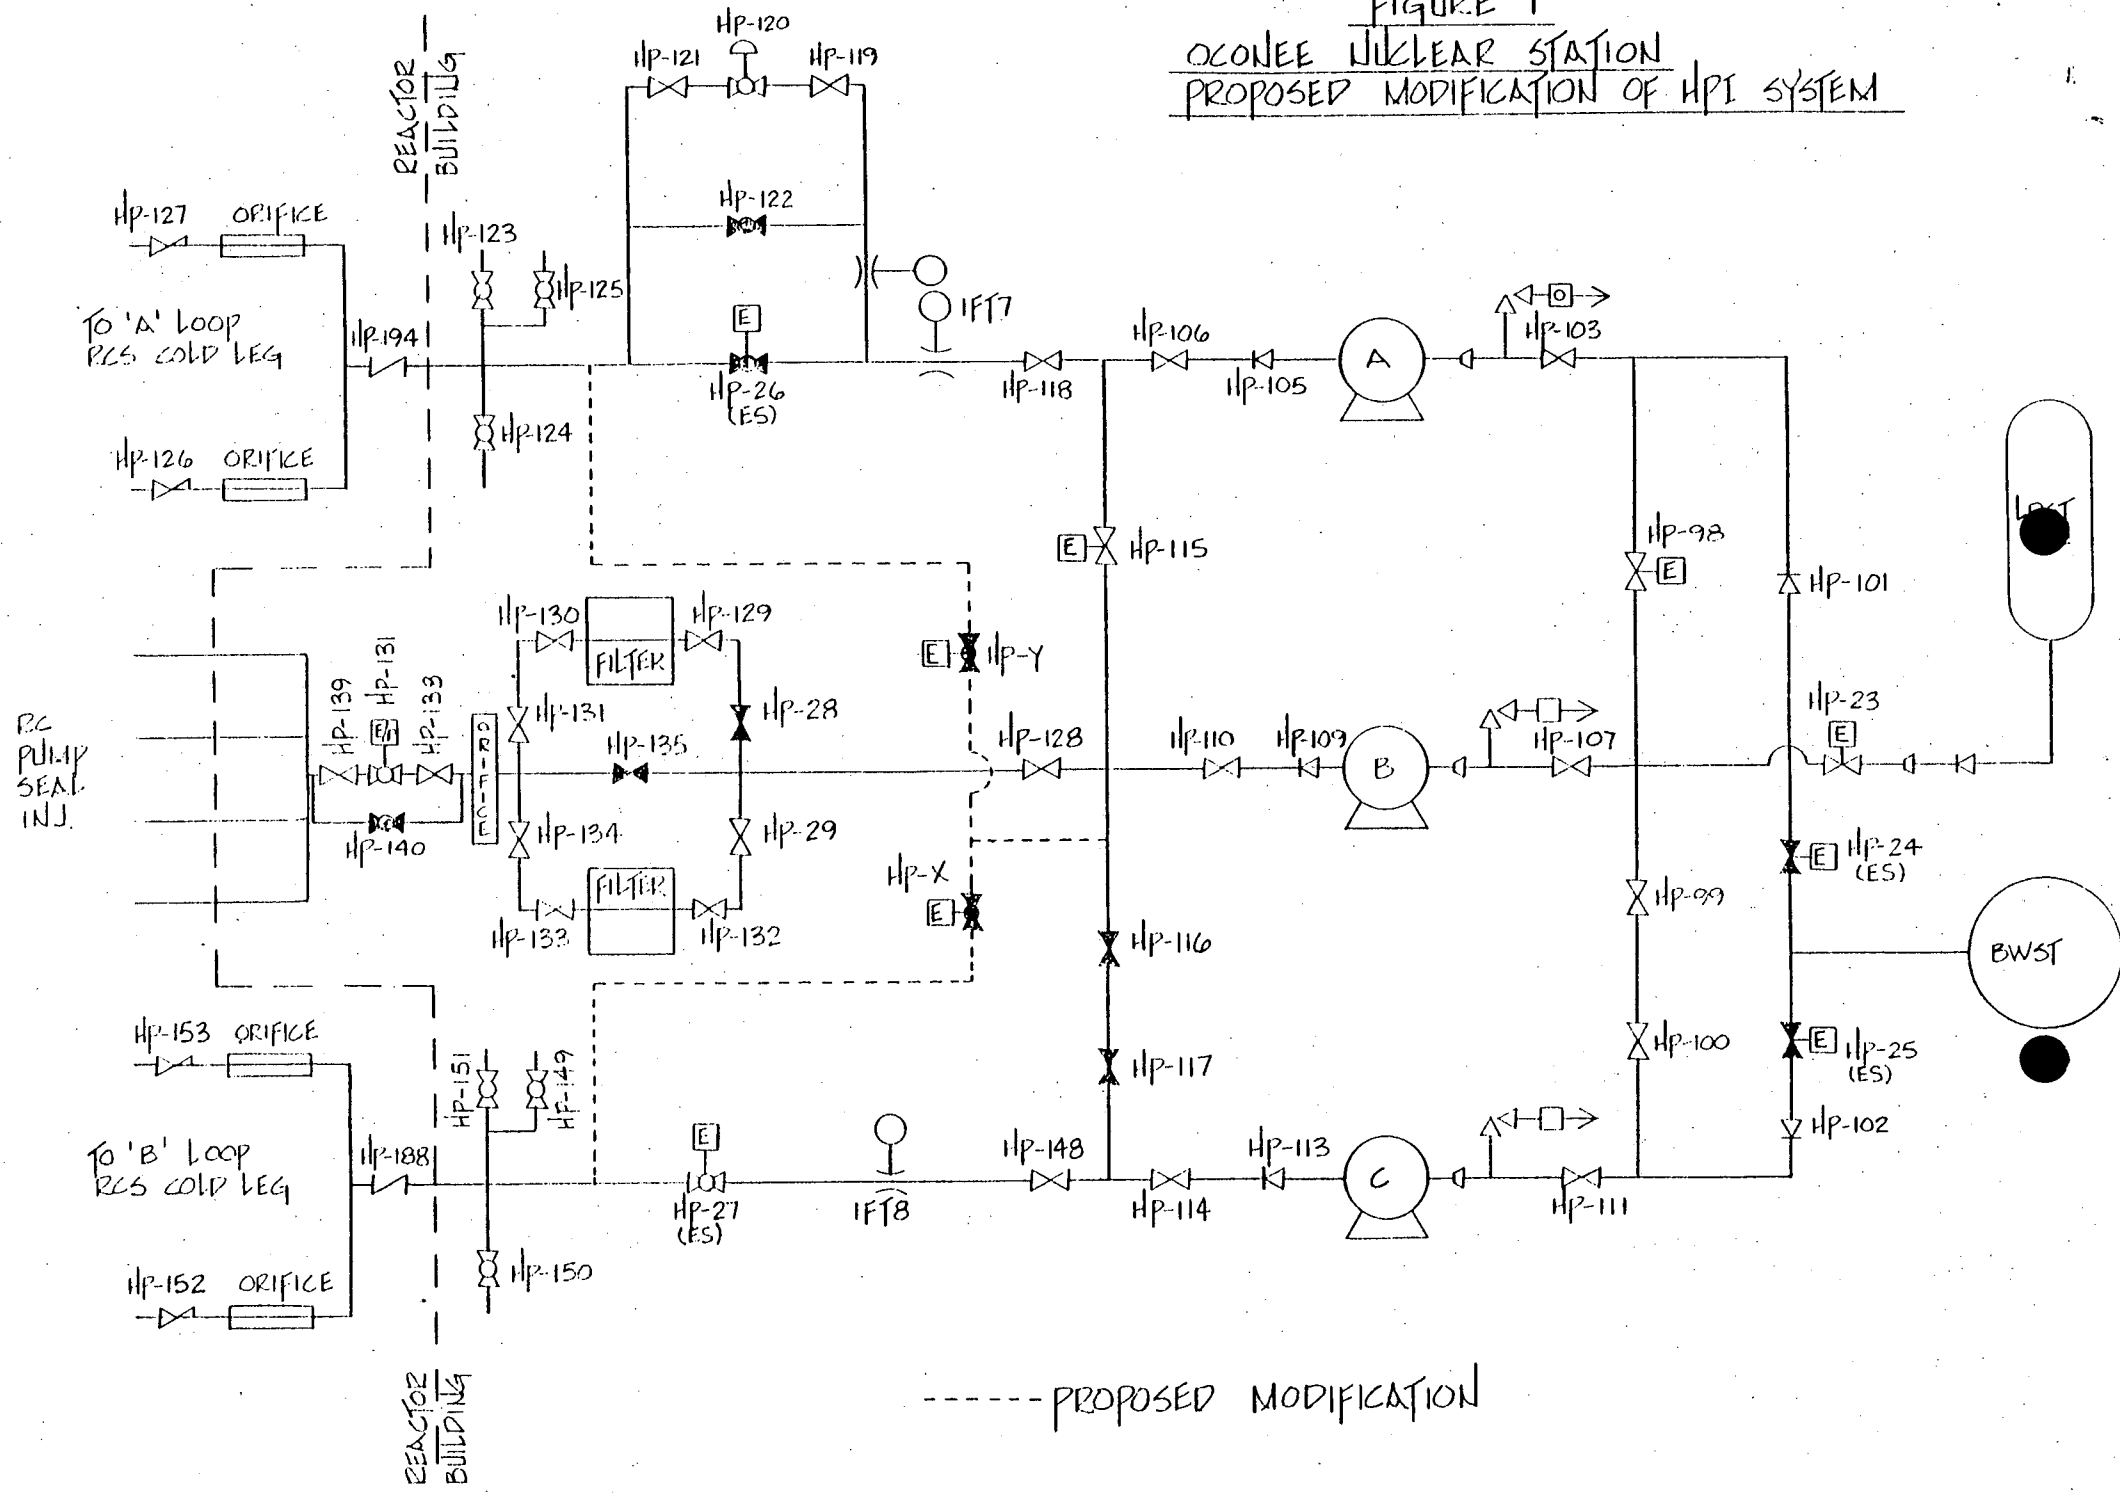 FIGURE 1
OCONEE NUCLEAR STATION
PROPOSED MODIFICATION OF HPI SYSTEM
REACTOR
BUILDING
HP-120
HP-121
HP-119
HP-122
HP-127
ORIFICE
HP-123
HP-125
TO 'A' LOOP
RCS COLD LEG
HP-194
E
HP-26
(ES)
1FT7
HP-118
HP-106
HP-105
A
HP-103
HP-126
ORIFICE
HP-124
E
HP-115
HP-98
E
HP-101
HP-130
FILTER
HP-129
E
HP-Y
RC
PUMP
SEAL
INJ.
HP-139
HP-131
HP-133
ORIFICE
HP-131
HP-28
HP-135
HP-128
HP-110
HP-109
B
HP-107
HP-23
E
HP-140
HP-134
HP-29
HP-133
FILTER
HP-132
HP-X
E
HP-116
HP-99
E
HP-24
(ES)
BWST
HP-117
HP-100
E
HP-25
(ES)
HP-102
HP-153
ORIFICE
HP-151
HP-149
TO 'B' LOOP
RCS COLD LEG
HP-188
E
HP-27
(ES)
1FT8
HP-148
HP-114
HP-113
C
HP-111
HP-152
ORIFICE
HP-150
REACTOR
BUILDING
PROPOSED MODIFICATION